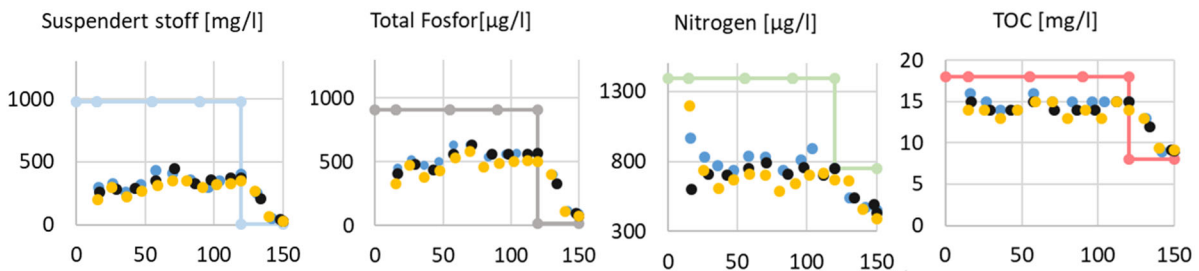 Suspendert stoff [mg/l]
1000
500
0
0 50 100 150
Total Fosfor[µg/l]
1000
500
0
0 50 100 150
Nitrogen [µg/l]
1300
800
300
0 50 100 150
TOC [mg/l]
20
15
10
5
0
0 50 100 150